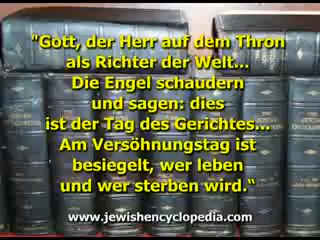 "Gott, der Herr auf dem Thron
als Richter der Welt...
Die Engel schaudern
und sagen: dies
ist der Tag des Gerichtes...
Am Versöhnungstag ist
besiegelt, wer leben
und wer sterben wird.“
www.jewishencyclopedia.com